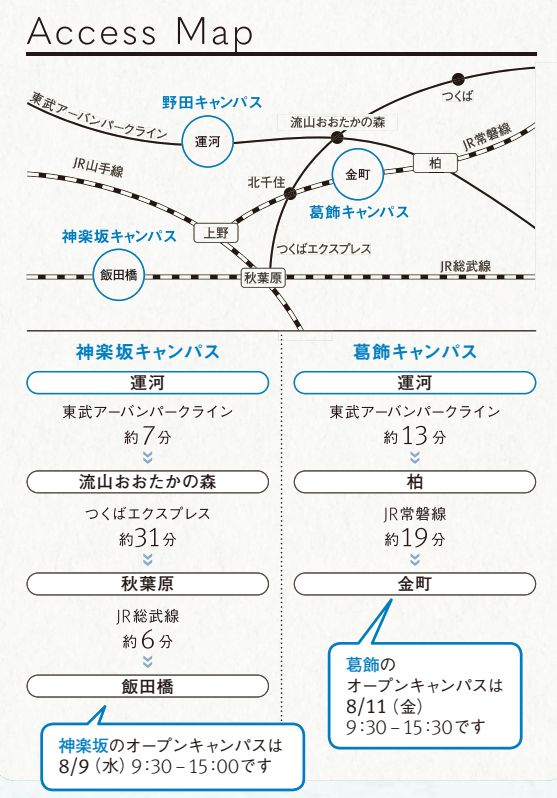 Access Map
東武アーバンパークライン
野田キャンパス
運河
流山おおたかの森
つくば
JR常磐線
柏
JR山手線
北千住
金町
葛飾キャンパス
神楽坂キャンパス
上野
つくばエクスプレス
飯田橋
秋葉原
JR総武線
神楽坂キャンパス
運河
東武アーバンパークライン
約7分
流山おおたかの森
つくばエクスプレス
約31分
秋葉原
JR総武線
約6分
飯田橋
神楽坂のオープンキャンパスは
8/9（水）9:30–15:00です
葛飾キャンパス
運河
東武アーバンパークライン
約13分
柏
JR常磐線
約19分
金町
葛飾の
オープンキャンパスは
8/11（金）
9:30–15:30です